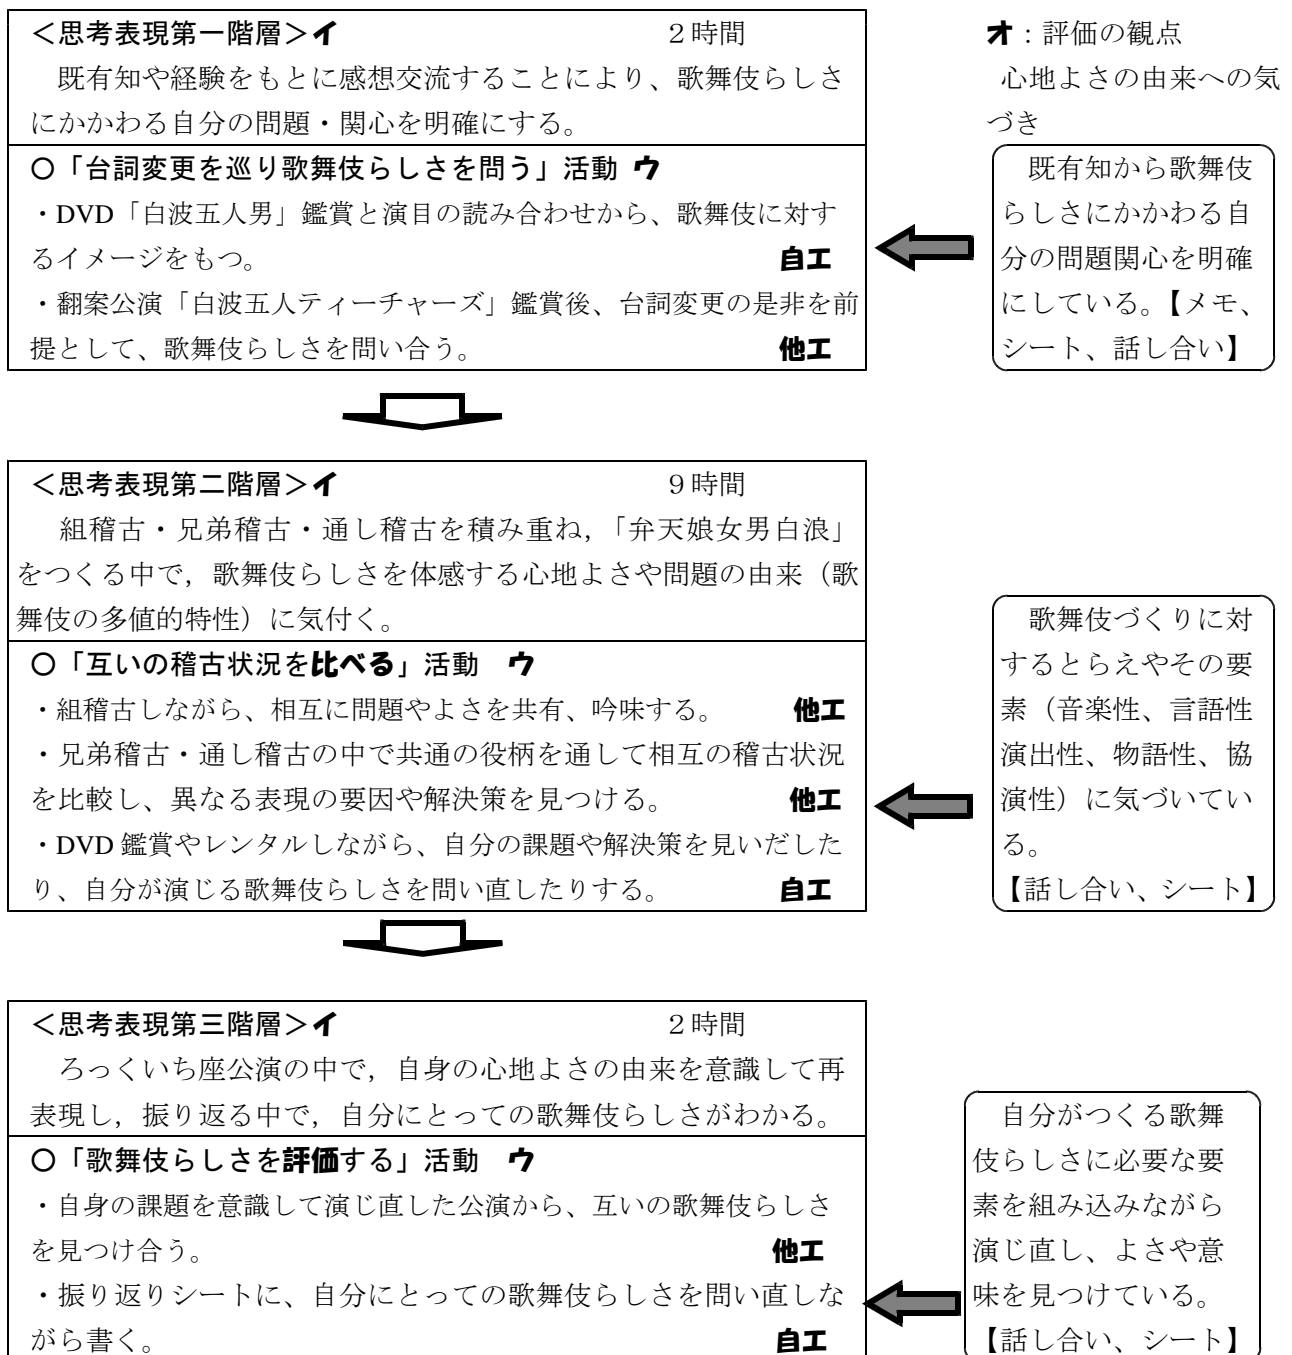 ＜思考表現第一階層＞イ　２時間
既有知や経験をもとに感想交流することにより、歌舞伎らしさ
にかかわる自分の問題・関心を明確にする。
〇「台詞変更を巡り歌舞伎らしさを問う」活動 ウ
・DVD「白波五人男」鑑賞と演目の読み合わせから、歌舞伎に対す
るイメージをもつ。　自エ
・翻案公演「白波五人ティーチャーズ」鑑賞後、台詞変更の是非を前
提として、歌舞伎らしさを問い合う。　他エ
オ：評価の観点
心地よさの由来への気
づき
既有知から歌舞伎
らしさにかかわる自
分の問題関心を明確
にしている。【メモ、
シート、話し合い】
＜思考表現第二階層＞イ　９時間
組稽古・兄弟稽古・通し稽古を積み重ね，「弁天娘女男白浪」
をつくる中で，歌舞伎らしさを体感する心地よさや問題の由来（歌
舞伎の多値的特性）に気付く。
〇「互いの稽古状況を比べる」活動　ウ
・組稽古しながら、相互に問題やよさを共有、吟味する。　他エ
・兄弟稽古・通し稽古の中で共通の役柄を通して相互の稽古状況
を比較し、異なる表現の要因や解決策を見つける。　他エ
・DVD 鑑賞やレンタルしながら、自分の課題や解決策を見いだした
り、自分が演じる歌舞伎らしさを問い直したりする。　自エ
歌舞伎づくりに対
するとらえやその要
素（音楽性、言語性
演出性、物語性、協
演性）に気づいてい
る。
【話し合い、シート】
＜思考表現第三階層＞イ　２時間
ろっくいち座公演の中で，自身の心地よさの由来を意識して再
表現し，振り返る中で，自分にとっての歌舞伎らしさがわかる。
〇「歌舞伎らしさを評価する」活動　ウ
・自身の課題を意識して演じ直した公演から、互いの歌舞伎らしさ
を見つけ合う。　他エ
・振り返りシートに、自分にとっての歌舞伎らしさを問い直しな
がら書く。　自エ
自分がつくる歌舞
伎らしさに必要な要
素を組み込みながら
演じ直し、よさや意
味を見つけている。
【話し合い、シート】